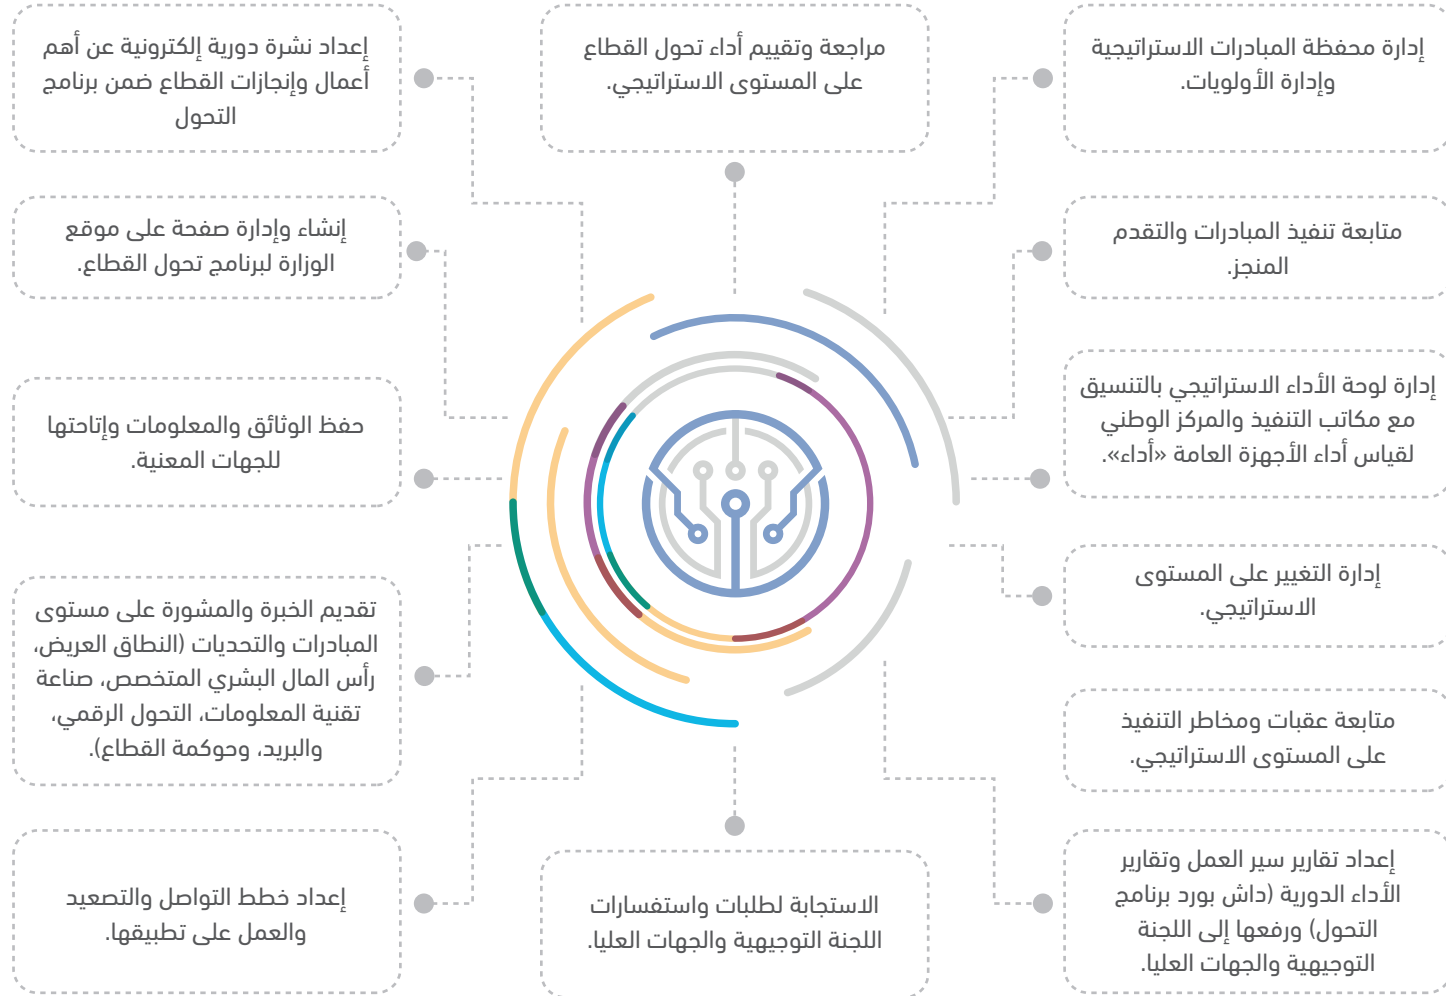 إدارة محفظة المبادرات الاستراتيجية
وإدارة الأولويات.
متابعة تنفيذ المبادرات والتقدم
المنجز.
إدارة لوحة الأداء الاستراتيجي بالتنسيق
مع مكاتب التنفيذ والمركز الوطني
لقياس أداء الأجهزة العامة «أداء».
إدارة التغيير على المستوى
الاستراتيجي.
متابعة عقبات ومخاطر التنفيذ
على المستوى الاستراتيجي.
إعداد تقارير سير العمل وتقارير
الأداء الدورية (داش بورد برنامج
التحول) ورفعها إلى اللجنة
التوجيهية والجهات العليا.
مراجعة وتقييم أداء تحول القطاع
على المستوى الاستراتيجي.
الاستجابة لطلبات واستفسارات
اللجنة التوجيهية والجهات العليا.
إعداد نشرة دورية إلكترونية عن أهم
أعمال وإنجازات القطاع ضمن برنامج
التحول
إنشاء وإدارة صفحة على موقع
الوزارة لبرنامج تحول القطاع.
حفظ الوثائق والمعلومات وإتاحتها
للجهات المعنية.
تقديم الخبرة والمشورة على مستوى
المبادرات والتحديات (النطاق العريض،
رأس المال البشري المتخصص، صناعة
تقنية المعلومات، التحول الرقمي،
والبريد، وحوكمة القطاع).
إعداد خطط التواصل والتصعيد
والعمل على تطبيقها.